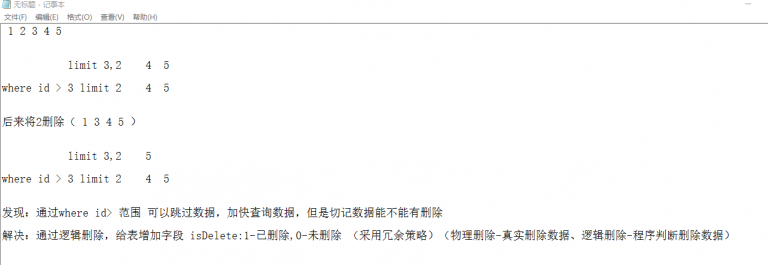 无标题 - 记事本
文件(F) 编辑(E) 格式(O) 查看(V) 帮助(H)
1 2 3 4 5
limit 3,2 4 5
where id > 3 limit 2 4 5
后来将2删除（ 1 3 4 5 ）
limit 3,2 5
where id > 3 limit 2 4 5
发现：通过where id> 范围 可以跳过数据，加快查询数据，但是切记数据能不能有删除
解决：通过逻辑删除，给表增加字段 isDelete:1-已删除,0-未删除 （采用冗余策略）（物理删除-真实删除数据、逻辑删除-程序判断删除数据）